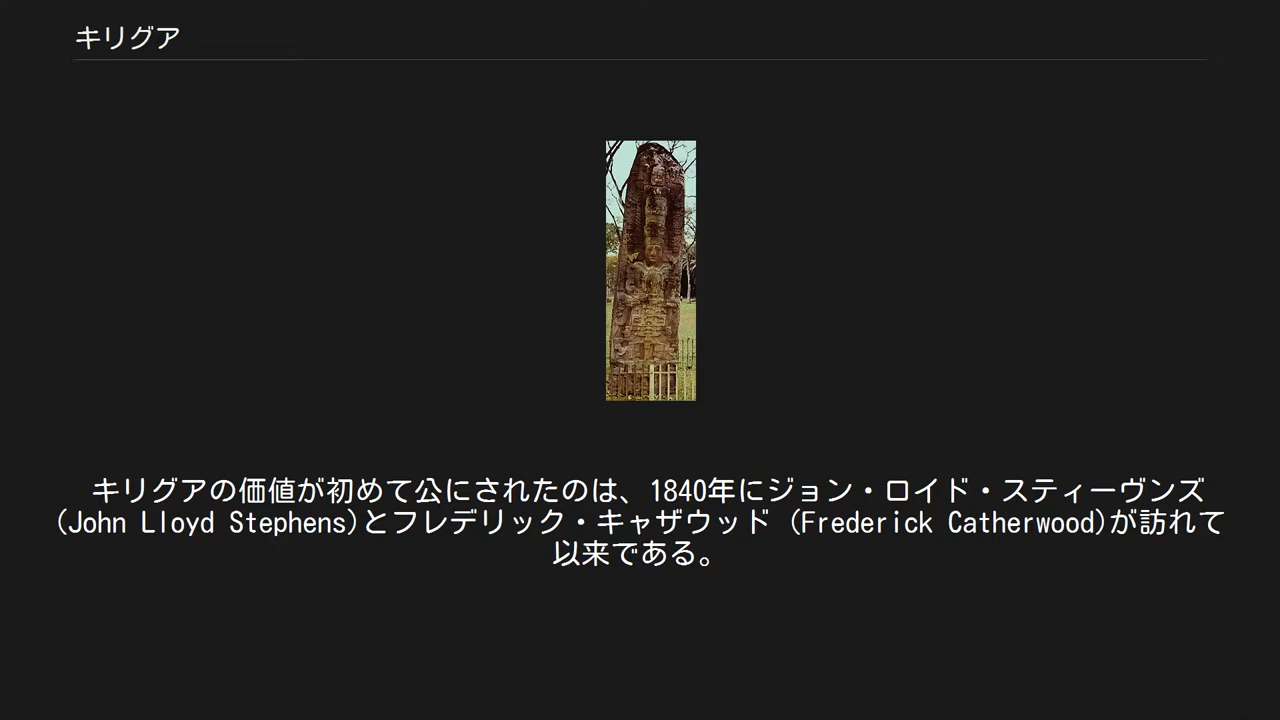 キリグア
キリグアの価値が初めて公にされたのは、1840年にジョン・ロイド・スティーヴンズ
(John Lloyd Stephens)とフレデリック・キャザウッド (Frederick Catherwood)が訪れて
以来である。